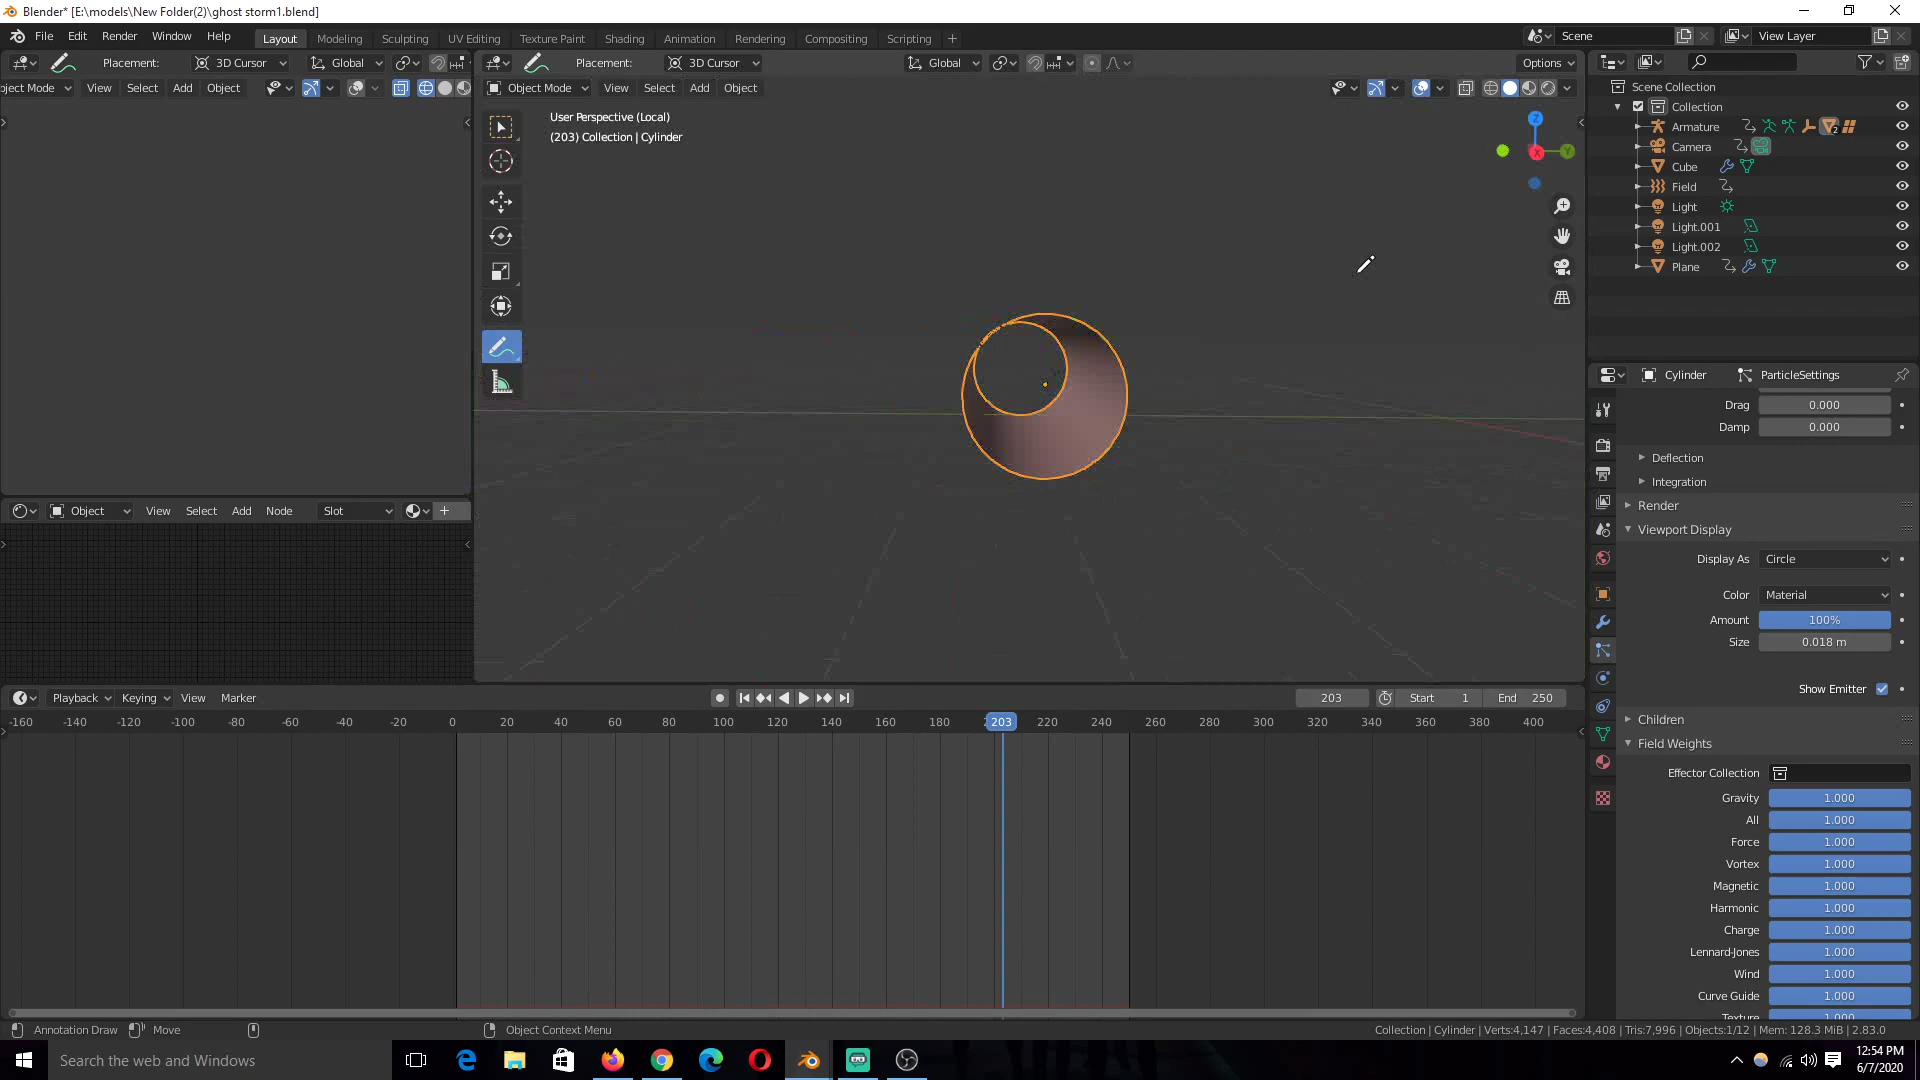 Blender* [E:\models\New Folder(2)\ghost storm1.blend]
File Edit Render Window Help
Layout Modeling Sculpting UV Editing Texture Paint Shading Animation Rendering Compositing Scripting +
Scene
View Layer
Placement: 3D Cursor Global
Placement: 3D Cursor Global Options
bject Mode View Select Add Object
Object Mode View Select Add Object
User Perspective (Local)
(203) Collection | Cylinder
Z
X
Y
Scene Collection
Collection
Armature 2
Camera
Cube
Field
Light
Light.001
Light.002
Plane
Cylinder ParticleSettings
Drag 0.000
Damp 0.000
Deflection
Integration
Render
Viewport Display
Display As Circle
Color Material
Amount 100%
Size 0.018 m
Show Emitter
Children
Field Weights
Effector Collection
Gravity 1.000
All 1.000
Force 1.000
Vortex 1.000
Magnetic 1.000
Harmonic 1.000
Charge 1.000
Lennard-Jones 1.000
Wind 1.000
Curve Guide 1.000
Object View Select Add Node Slot
Playback Keying View Marker
203 Start 1 End 250
-160 -140 -120 -100 -80 -60 -40 -20 0 20 40 60 80 100 120 140 160 180 203 220 240 260 280 300 320 340 360 380 400
Annotation Draw Move Object Context Menu
Collection | Cylinder | Verts:4,147 | Faces:4,408 | Tris:7,996 | Objects:1/12 | Mem: 128.3 MiB | 2.83.0
Search the web and Windows
12:54 PM
6/7/2020